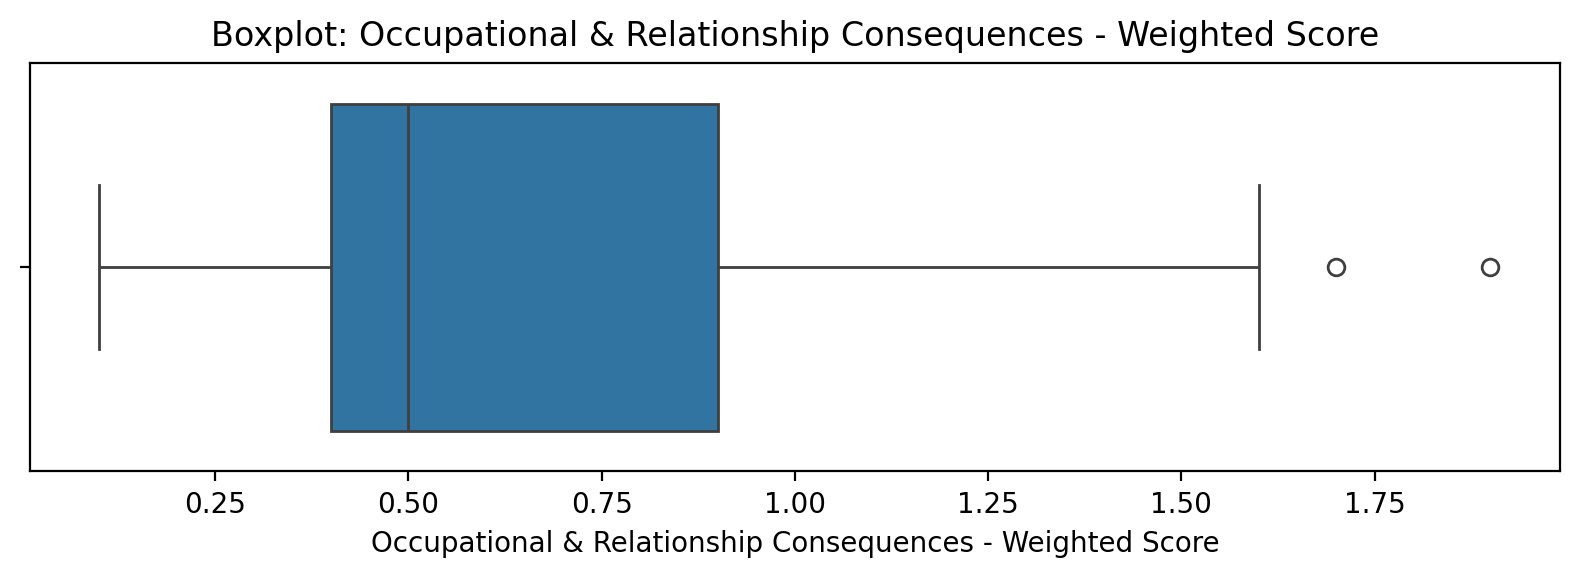 Boxplot: Occupational & Relationship Consequences - Weighted Score
0.25 0.50 0.75 1.00 1.25 1.50 1.75
Occupational & Relationship Consequences - Weighted Score